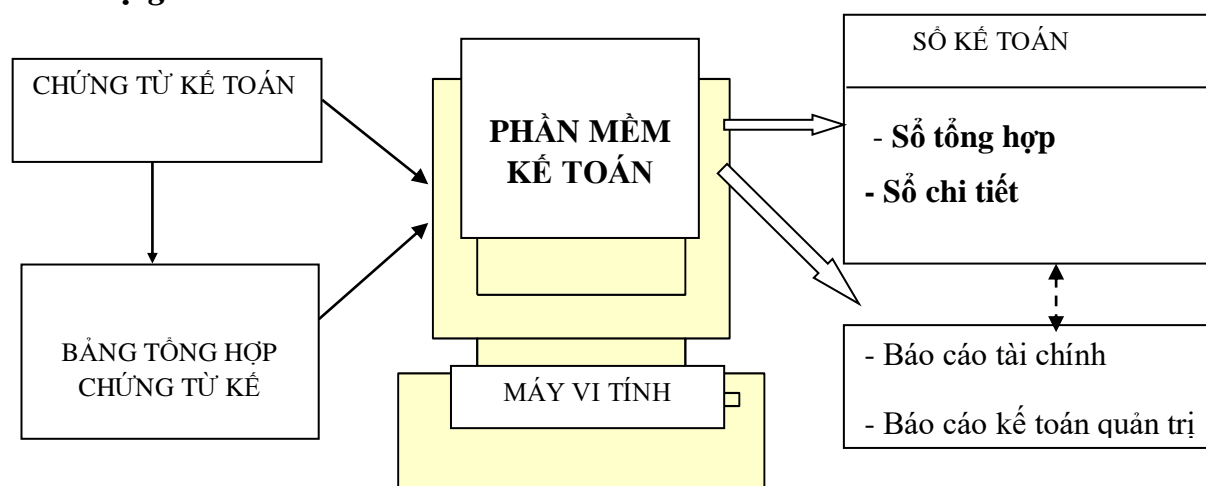 CHỨNG TỪ KẾ TOÁN
BẢNG TỔNG HỢP
CHỨNG TỪ KẾ
PHẦN MỀM
KẾ TOÁN
MÁY VI TÍNH
SỔ KẾ TOÁN
- Sổ tổng hợp
- Sổ chi tiết
- Báo cáo tài chính
- Báo cáo kế toán quản trị